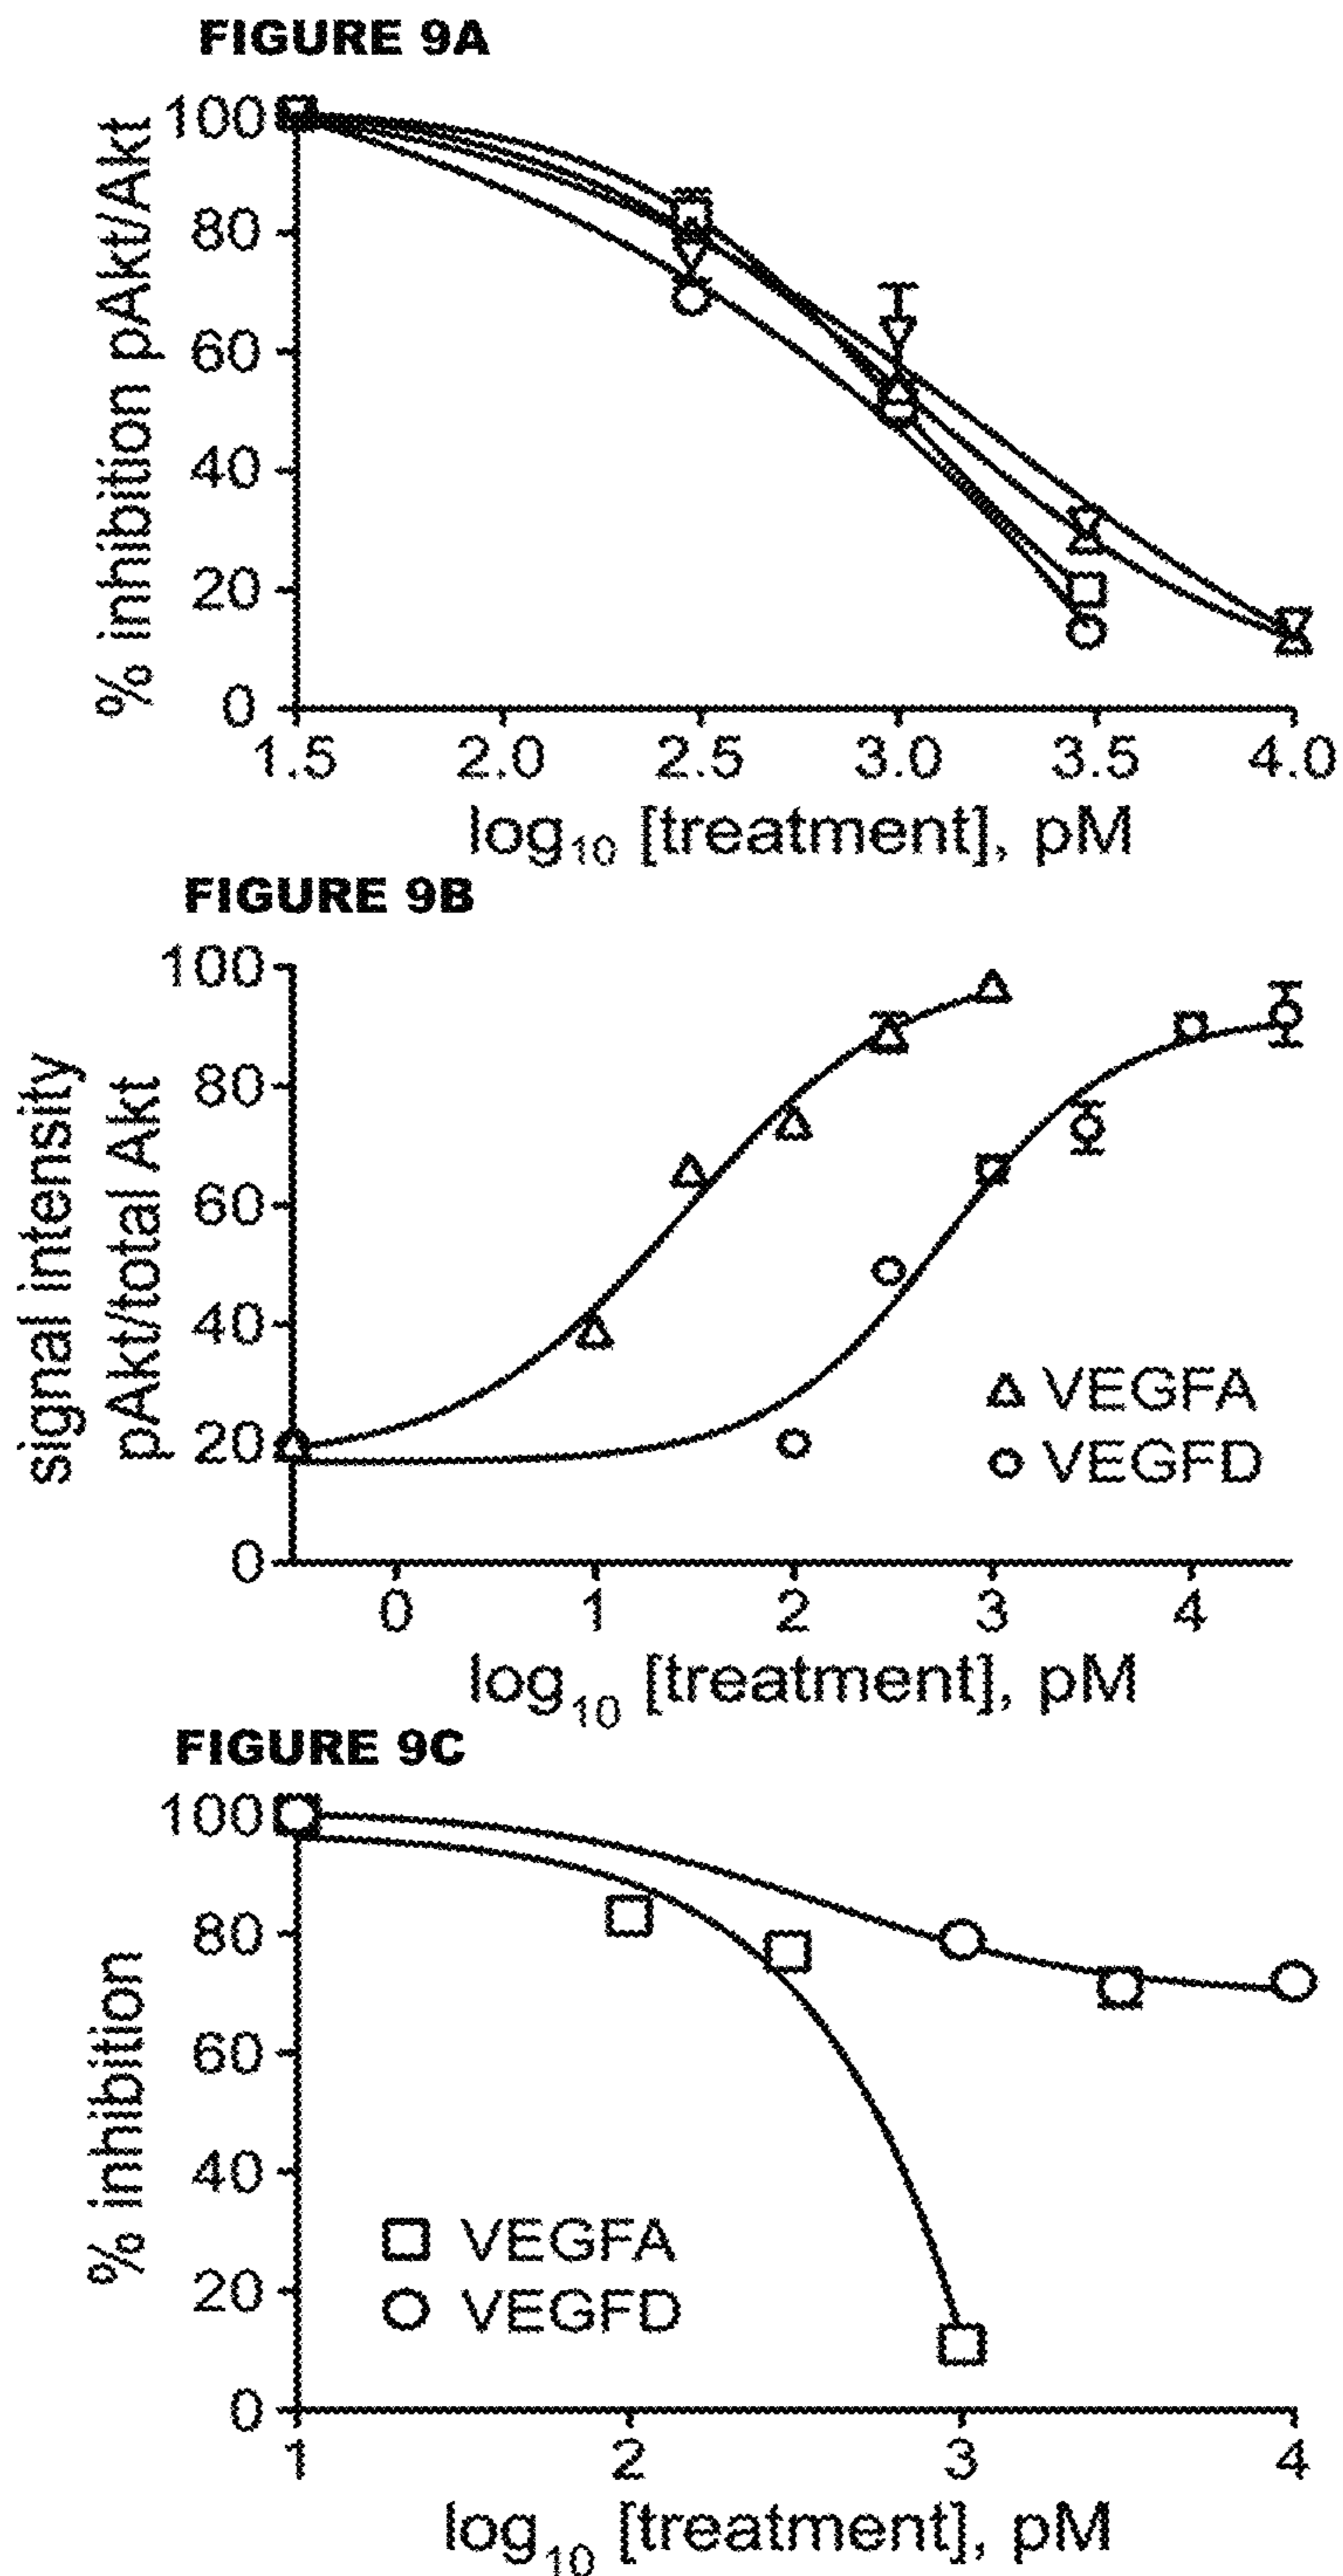 FIGURE 9A
% inhibition pAkt/Akt
100
80
60
40
20
0
1.5 2.0 2.5 3.0 3.5 4.0
log10 [treatment], pM
FIGURE 9B
signal intensity
pAkt/total Akt
100
80
60
40
20
0
VEGFA
VEGFD
0 1 2 3 4
log10 [treatment], pM
FIGURE 9C
% inhibition
100
80
60
40
20
0
VEGFA
VEGFD
1 2 3 4
log10 [treatment], pM